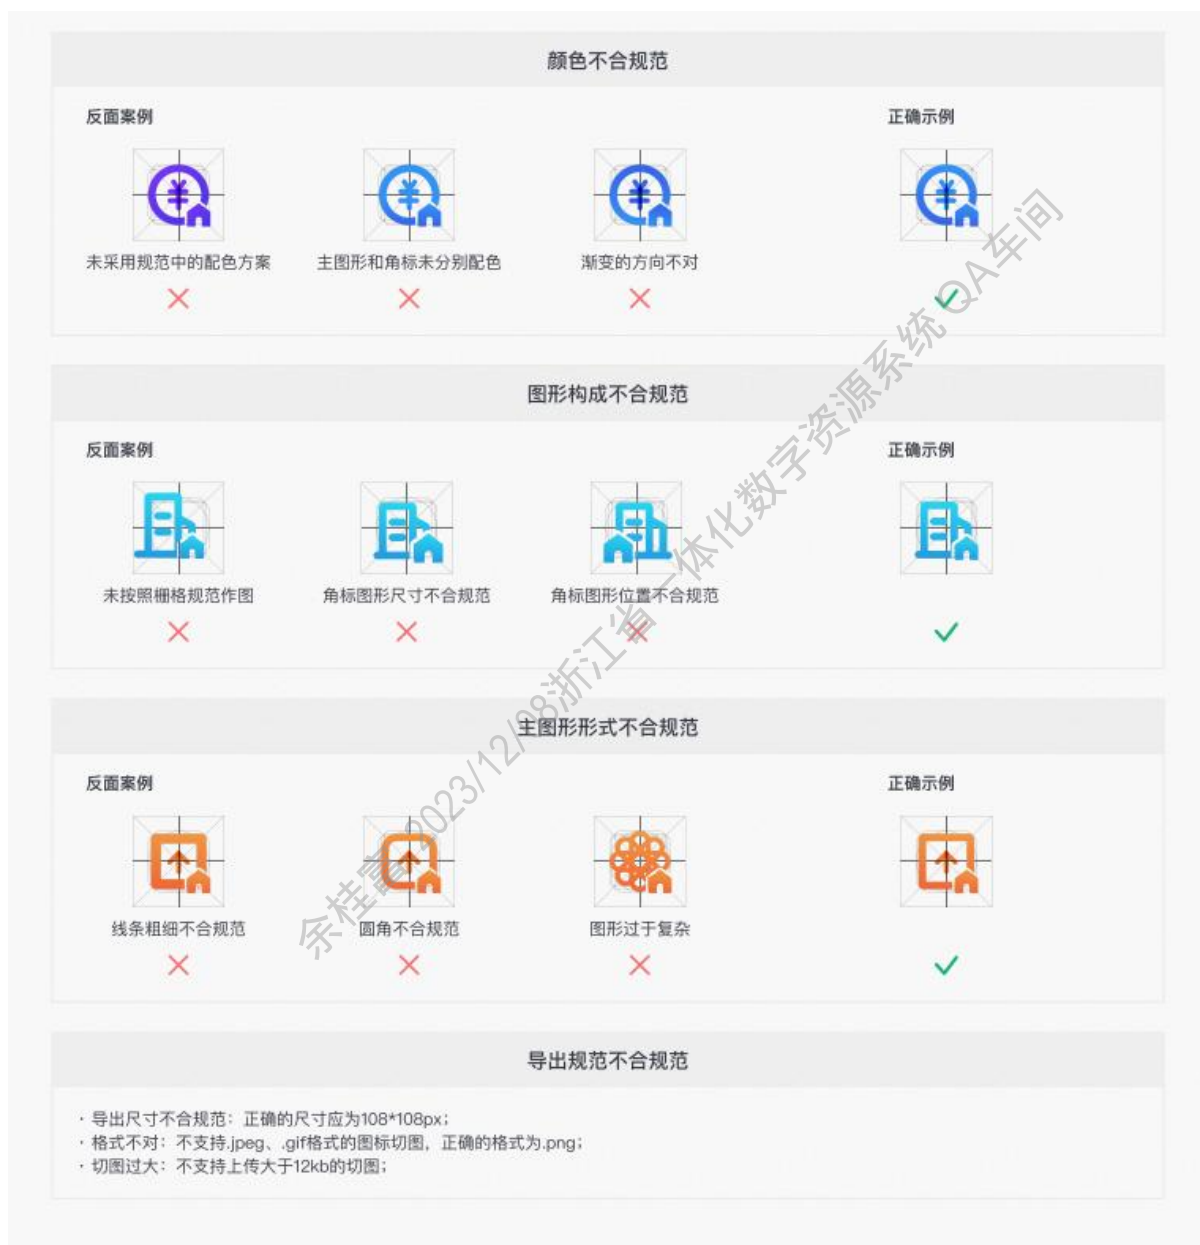 颜色不合规范
反面案例
正确示例
未采用规范中的配色方案
主图形和角标未分别配色
渐变的方向不对
图形构成不合规范
反面案例
正确示例
未按照栅格规范作图
角标图形尺寸不合规范
角标图形位置不合规范
主图形形式不合规范
反面案例
正确示例
线条粗细不合规范
圆角不合规范
图形过于复杂
导出规范不合规范
· 导出尺寸不合规范：正确的尺寸应为108*108px；
· 格式不对：不支持.jpeg、.gif格式的图标切图，正确的格式为.png；
· 切图过大：不支持上传大于12kb的切图；
余桂富 2023/12/08浙江省一体化数字资源系统 QA车间